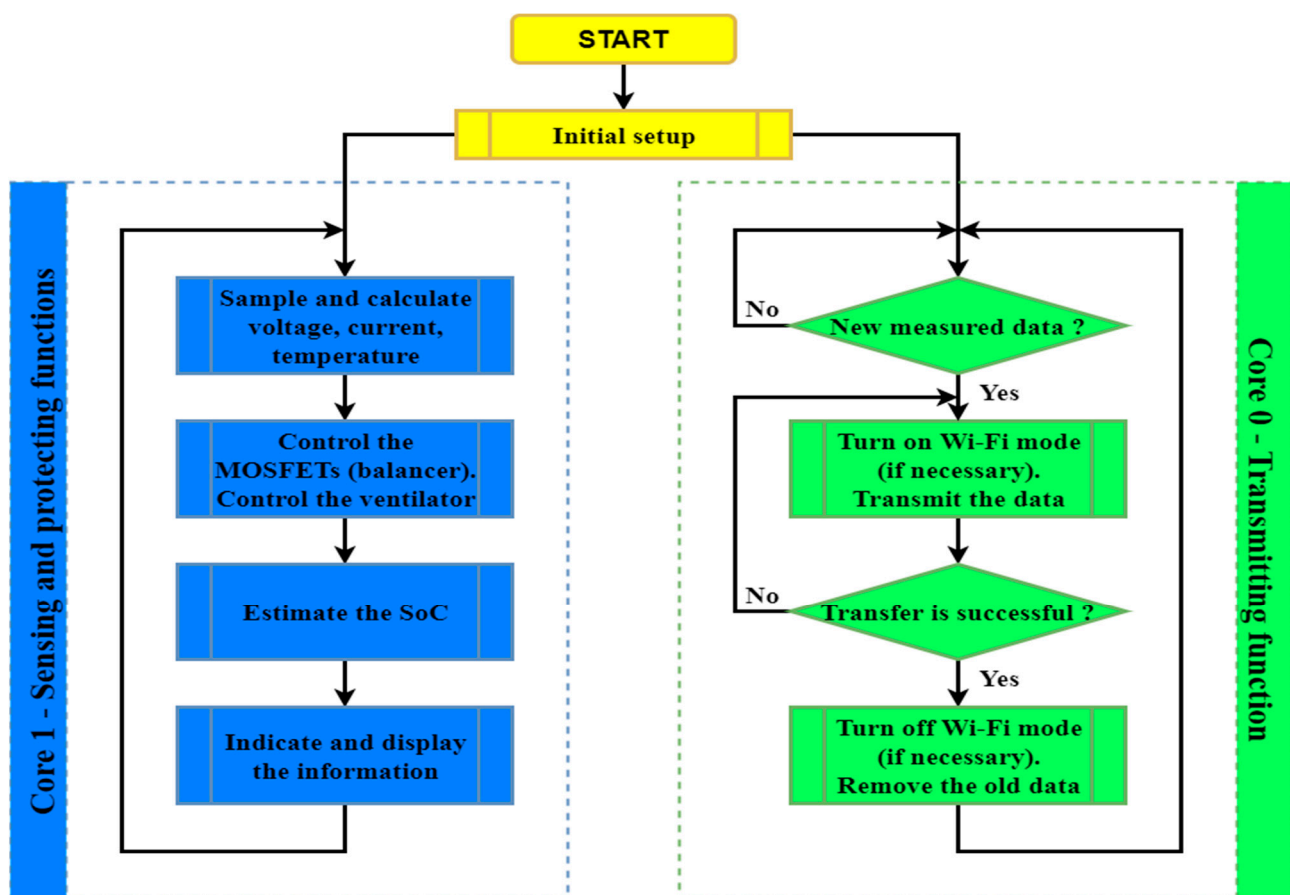 START
Initial setup
Core 1 - Sensing and protecting functions
Sample and calculate
voltage, current,
temperature
Control the
MOSFETs (balancer).
Control the ventilator
Estimate the SoC
Indicate and display
the information
No
New measured data ?
Yes
Turn on Wi-Fi mode
(if necessary).
Transmit the data
No
Transfer is successful ?
Yes
Turn off Wi-Fi mode
(if necessary).
Remove the old data
Core 0 - Transmitting function